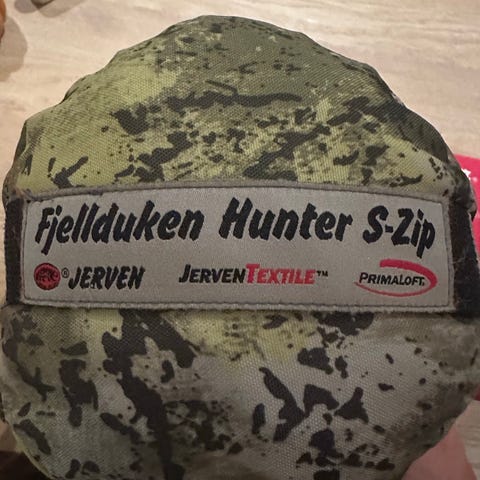 Fjellduken Hunter S-Zip
® JERVEN JERVENTEXTILE™ PRIMALOFT®